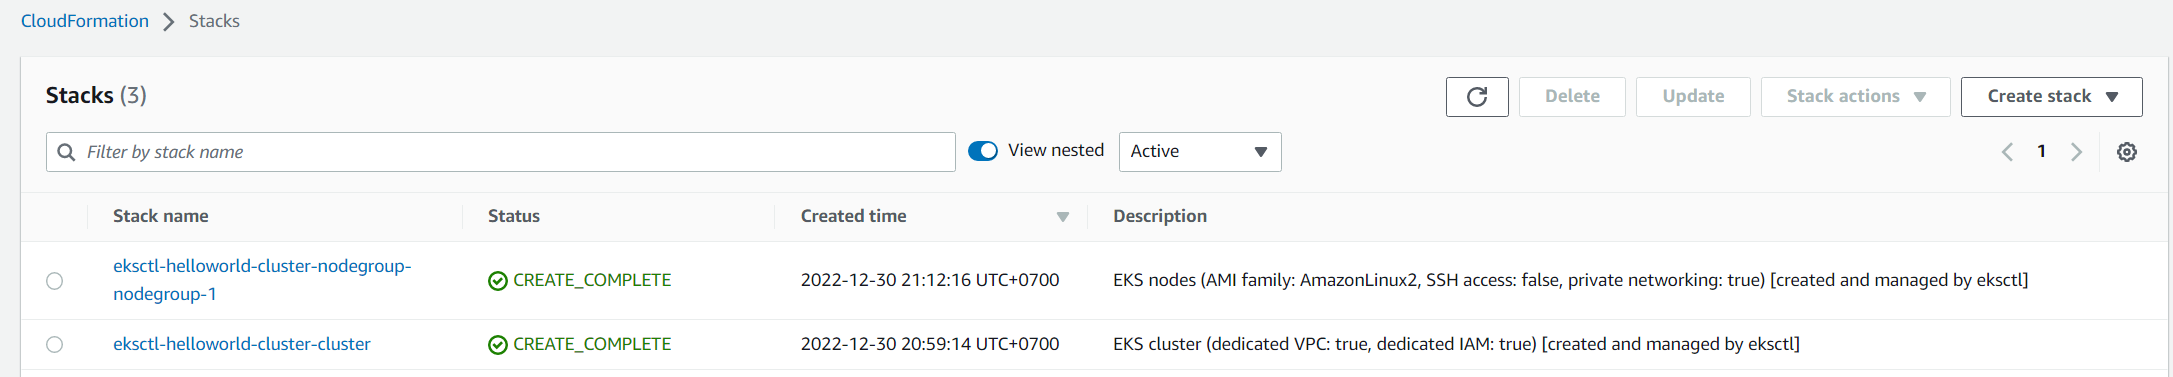 CloudFormation > Stacks
Stacks (3)
Delete
Update
Stack actions
Create stack
Filter by stack name
View nested
Active
1
Stack name
Status
Created time
Description
eksctl-helloworld-cluster-nodegroup-
nodegroup-1
CREATE_COMPLETE
2022-12-30 21:12:16 UTC+0700
EKS nodes (AMI family: AmazonLinux2, SSH access: false, private networking: true) [created and managed by eksctl]
eksctl-helloworld-cluster-cluster
CREATE_COMPLETE
2022-12-30 20:59:14 UTC+0700
EKS cluster (dedicated VPC: true, dedicated IAM: true) [created and managed by eksctl]